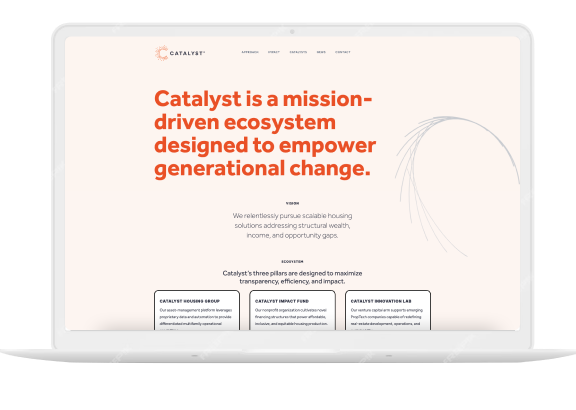 CATALYST
APPROACH IMPACT CATALYSTS NEWS CONTACT
Catalyst is a mission-
driven ecosystem
designed to empower
generational change.
VISION
We relentlessly pursue scalable housing
solutions addressing structural wealth,
income, and opportunity gaps.
ECOSYSTEM
Catalyst's three pillars are designed to maximize
transparency, efficiency, and impact.
CATALYST HOUSING GROUP
Our asset-management platform leverages
proprietary data and automation to provide
differentiated multifamily operational
CATALYST IMPACT FUND
Our nonprofit organization cultivates novel
financing structures that power affordable,
inclusive, and equitable housing production.
CATALYST INNOVATION LAB
Our venture capital arm supports emerging
PropTech companies capable of redefining
real-estate development, operations, and